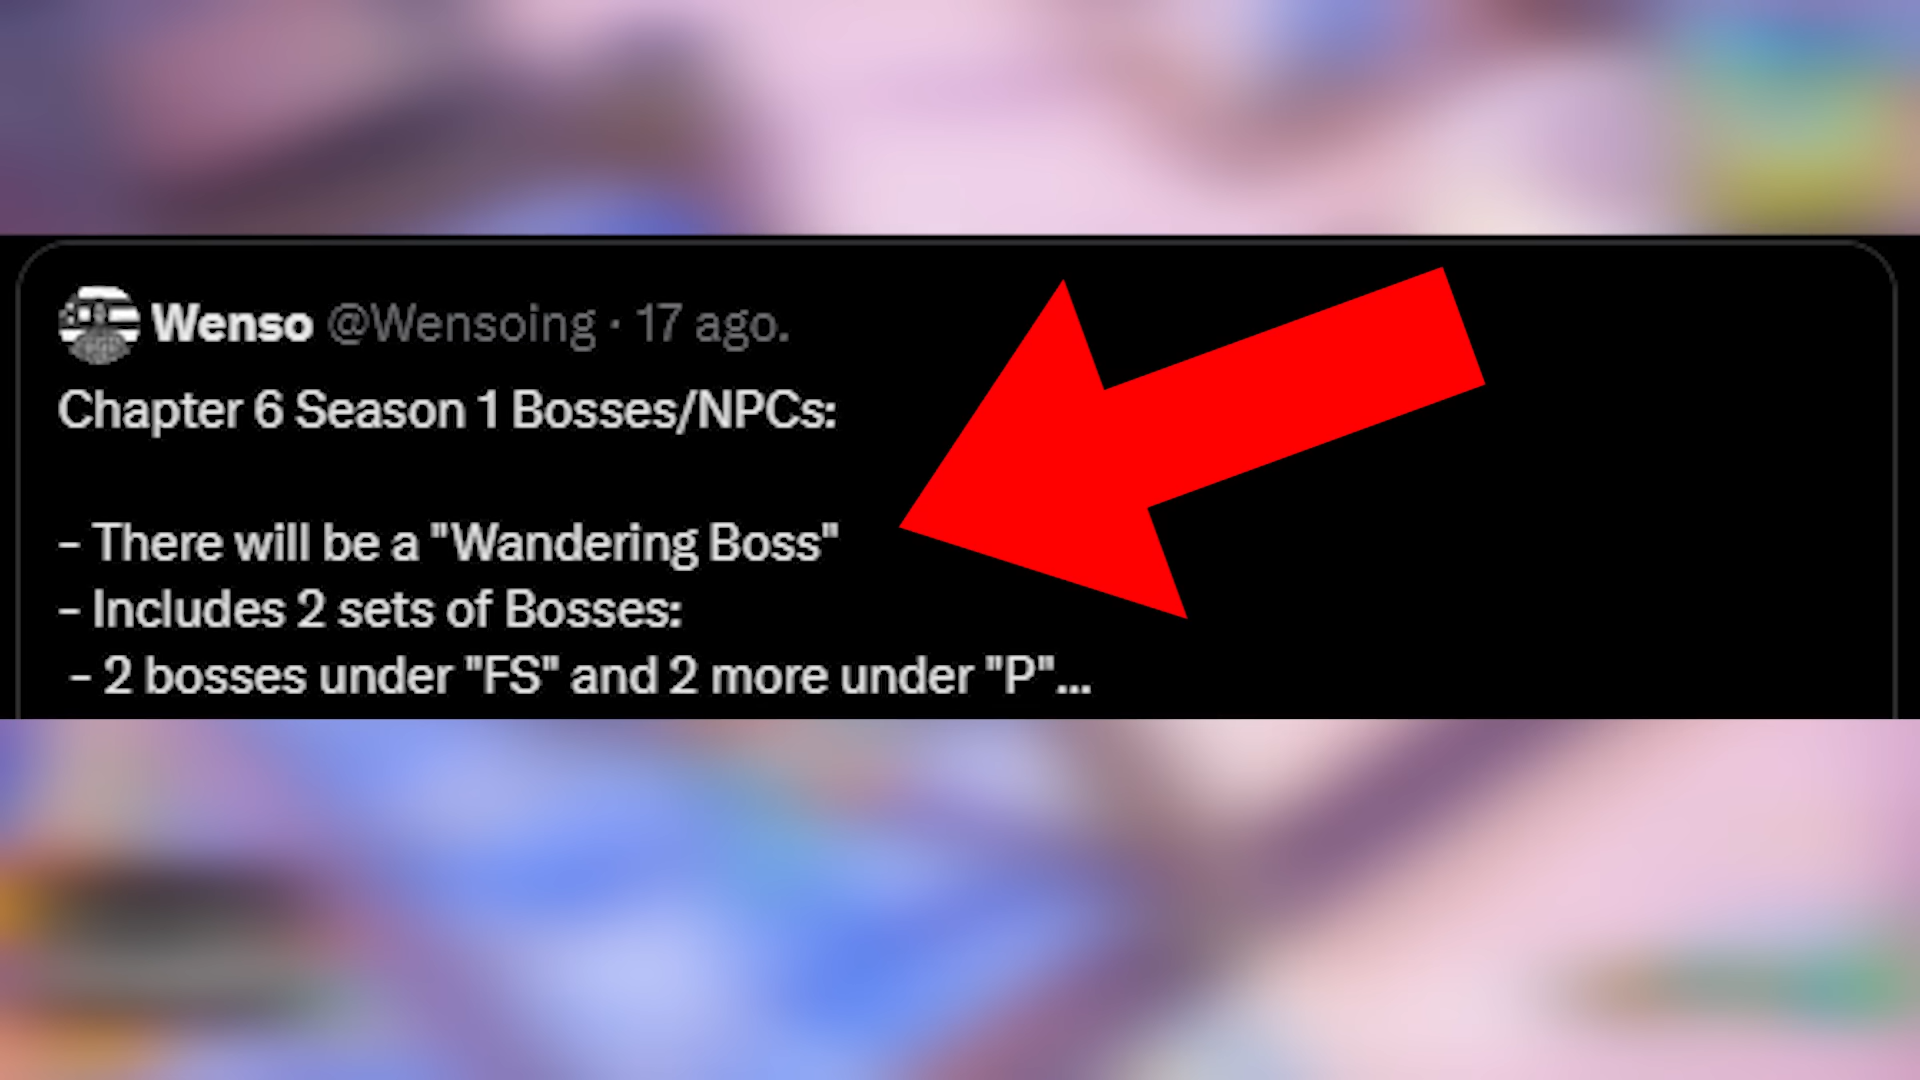 Wenso @Wensoing · 17 ago.
Chapter 6 Season 1 Bosses/NPCs:
- There will be a "Wandering Boss"
- Includes 2 sets of Bosses:
- 2 bosses under "FS" and 2 more under "P"...